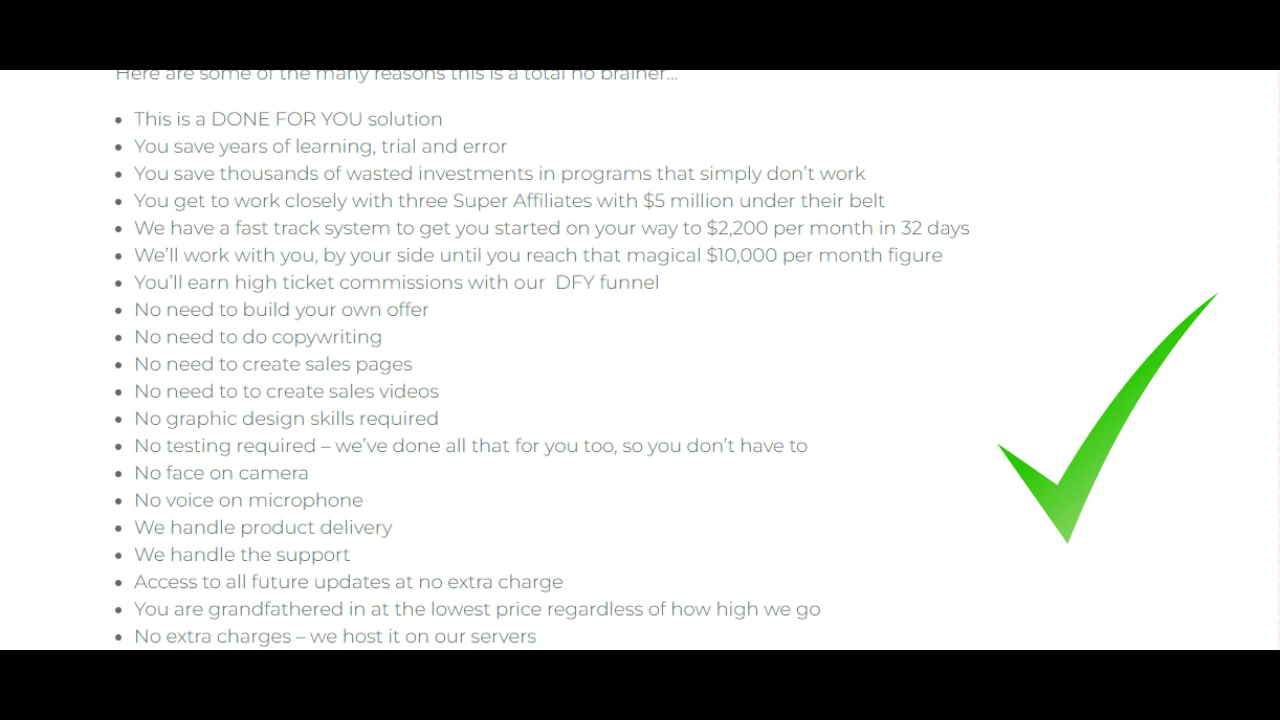 Here are some of the many reasons this is a total no brainer...
This is a DONE FOR YOU solution
You save years of learning, trial and error
You save thousands of wasted investments in programs that simply don't work
You get to work closely with three Super Affiliates with $5 million under their belt
We have a fast track system to get you started on your way to $2,200 per month in 32 days
We'll work with you, by your side until you reach that magical $10,000 per month figure
You'll earn high ticket commissions with our  DFY funnel
No need to build your own offer
No need to do copywriting
No need to create sales pages
No need to to create sales videos
No graphic design skills required
No testing required – we've done all that for you too, so you don't have to
No face on camera
No voice on microphone
We handle product delivery
We handle the support
Access to all future updates at no extra charge
You are grandfathered in at the lowest price regardless of how high we go
No extra charges – we host it on our servers